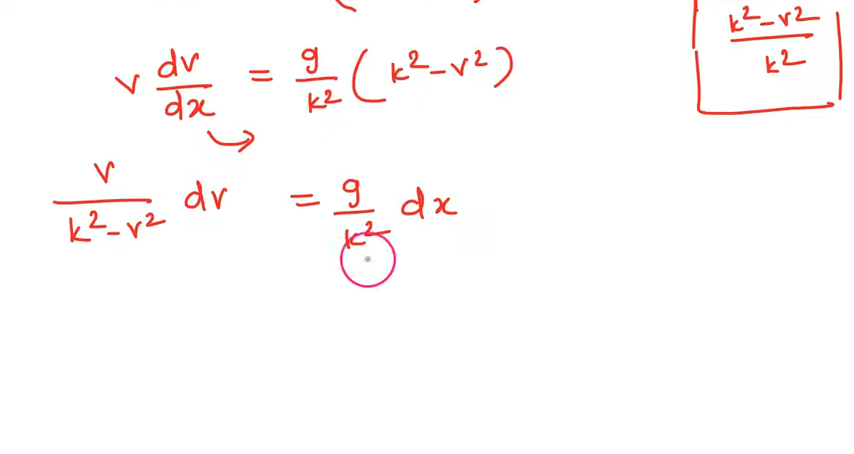 v dv/dx = g/k² (k² - v²)
v/(k² - v²) dv = g/k² dx
(k² - v²)/k²